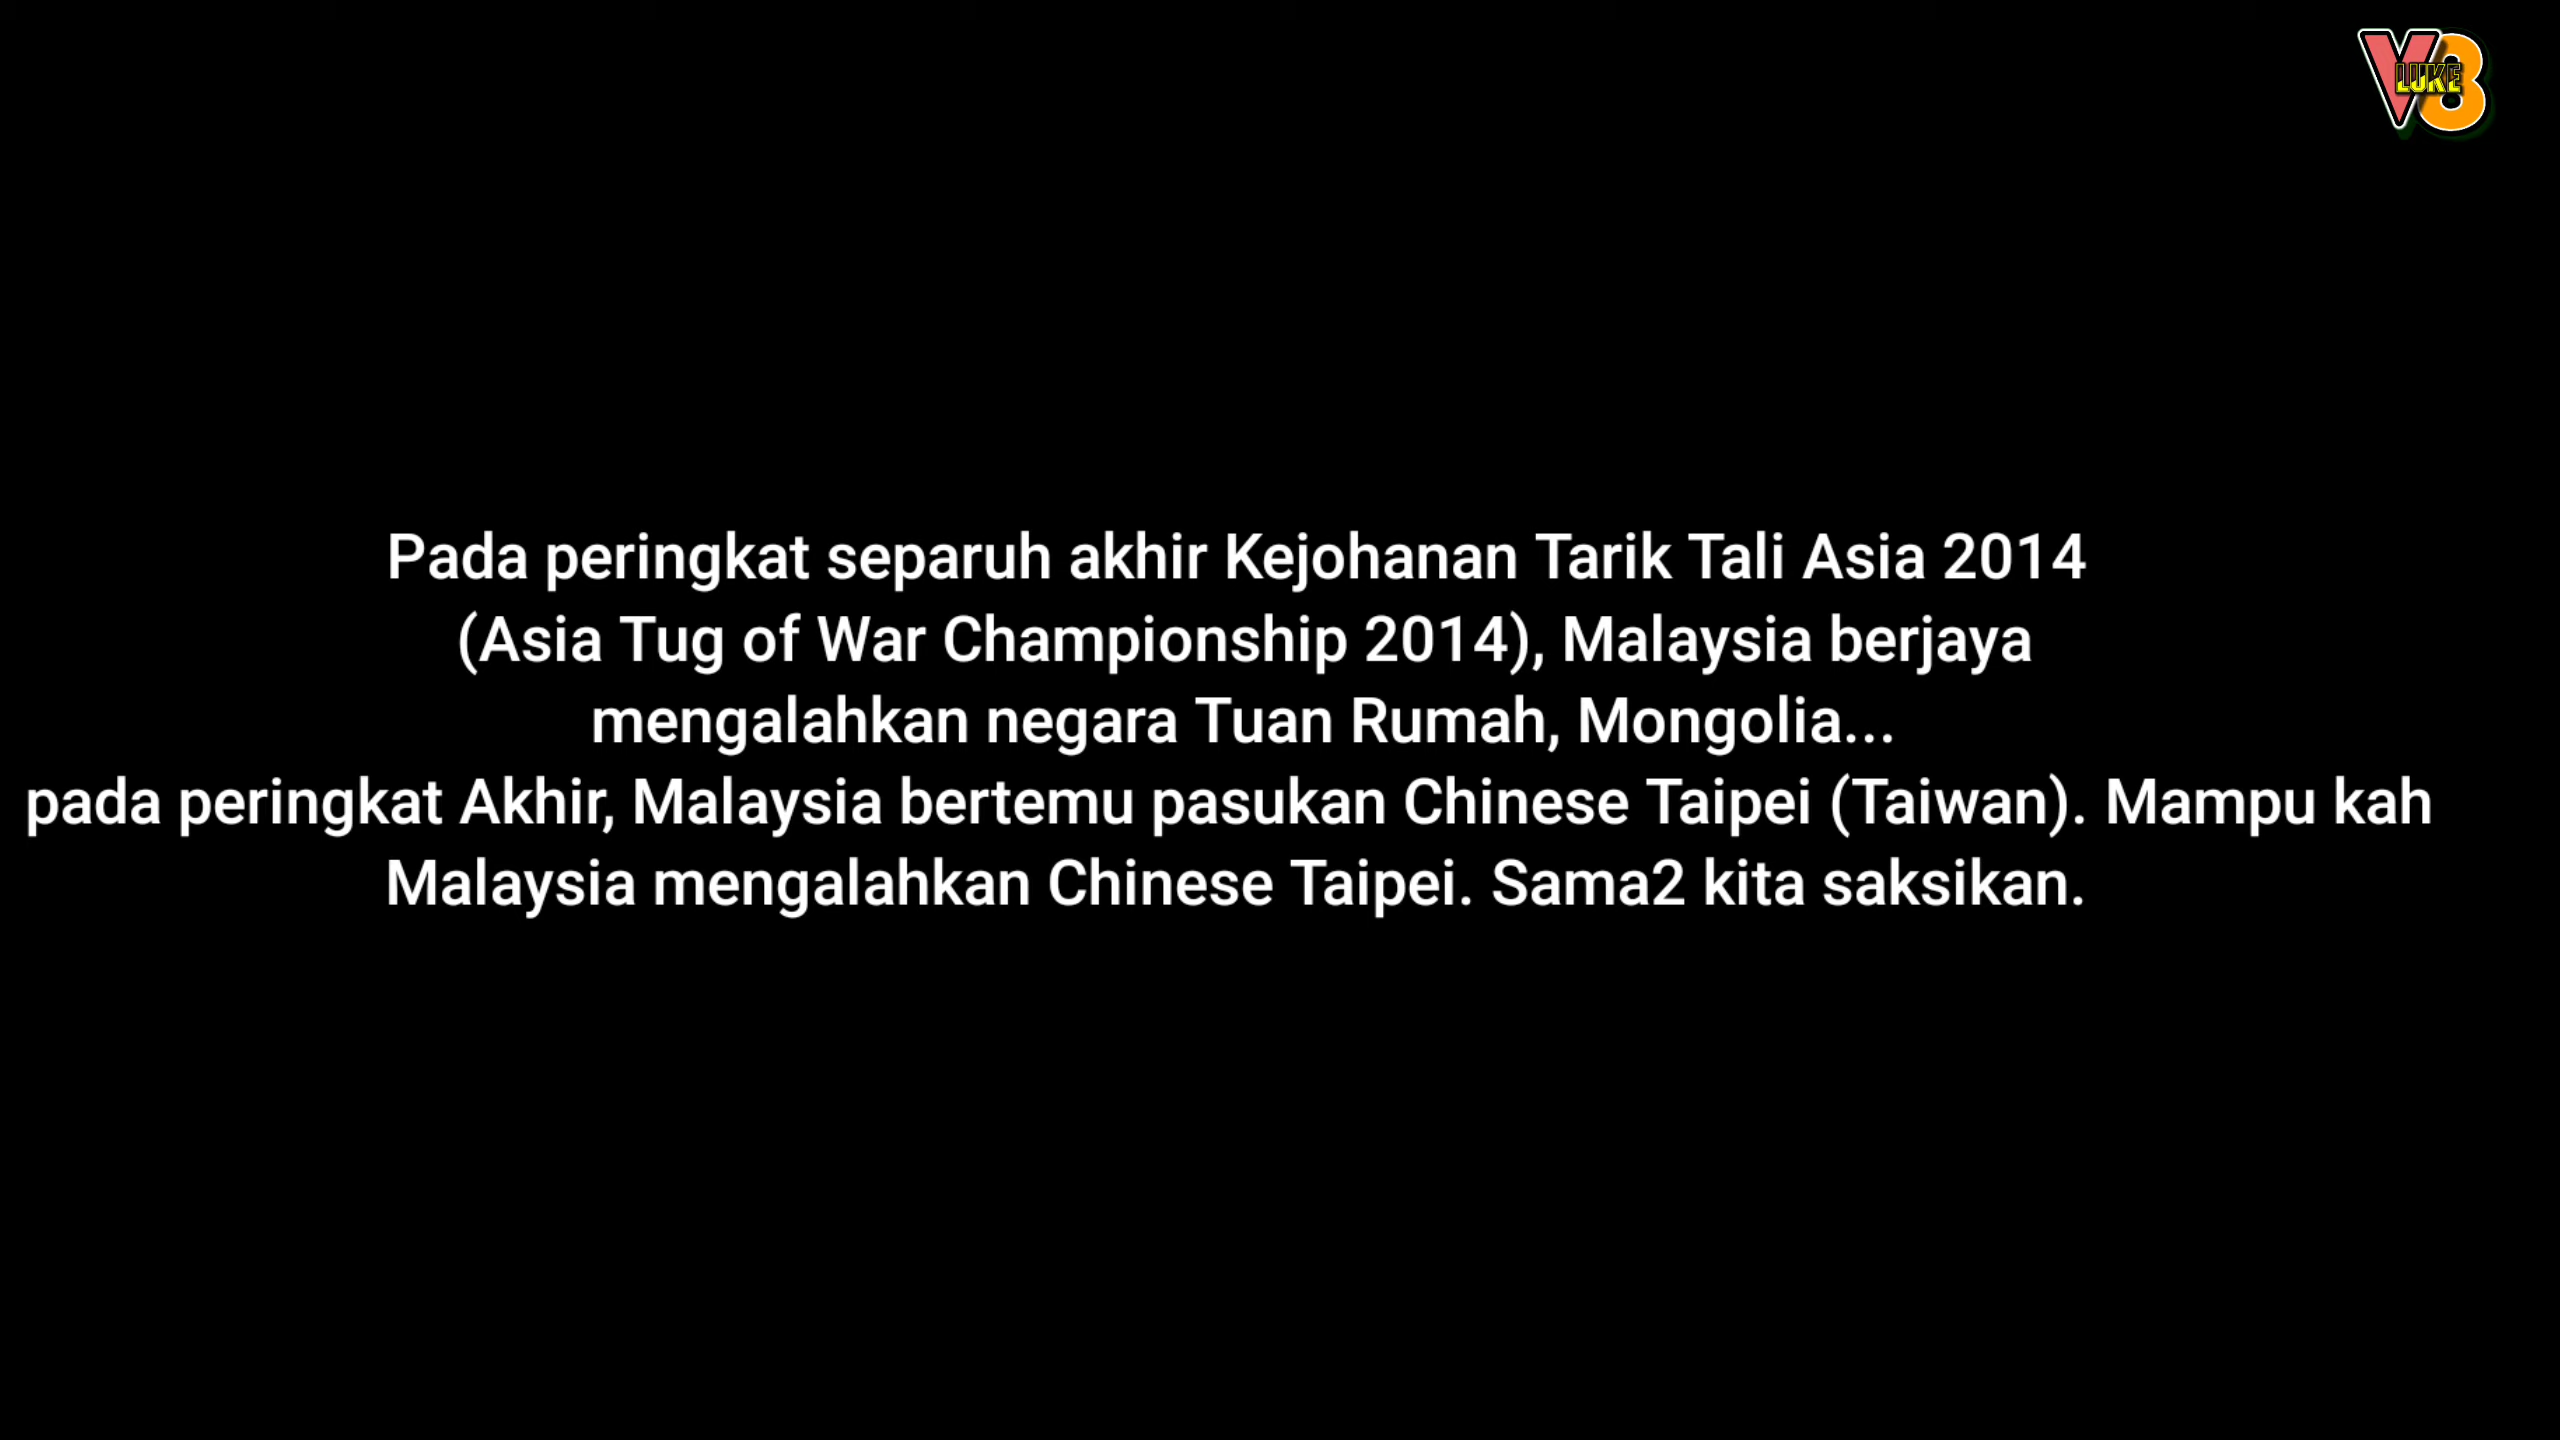 V8
LUKE
Pada peringkat separuh akhir Kejohanan Tarik Tali Asia 2014
(Asia Tug of War Championship 2014), Malaysia berjaya
mengalahkan negara Tuan Rumah, Mongolia...
pada peringkat Akhir, Malaysia bertemu pasukan Chinese Taipei (Taiwan). Mampu kah
Malaysia mengalahkan Chinese Taipei. Sama2 kita saksikan.